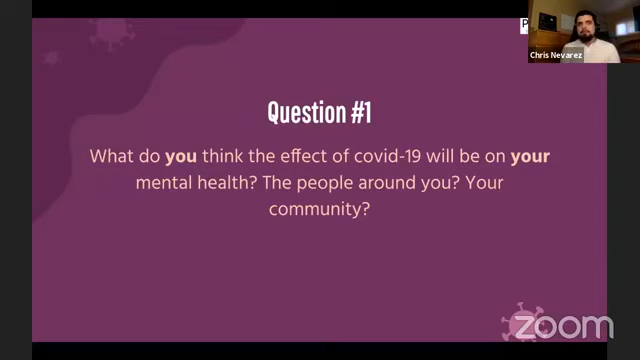 P
Chris Nevarez
Question #1
What do you think the effect of covid-19 will be on your
mental health? The people around you? Your
community?
zoom